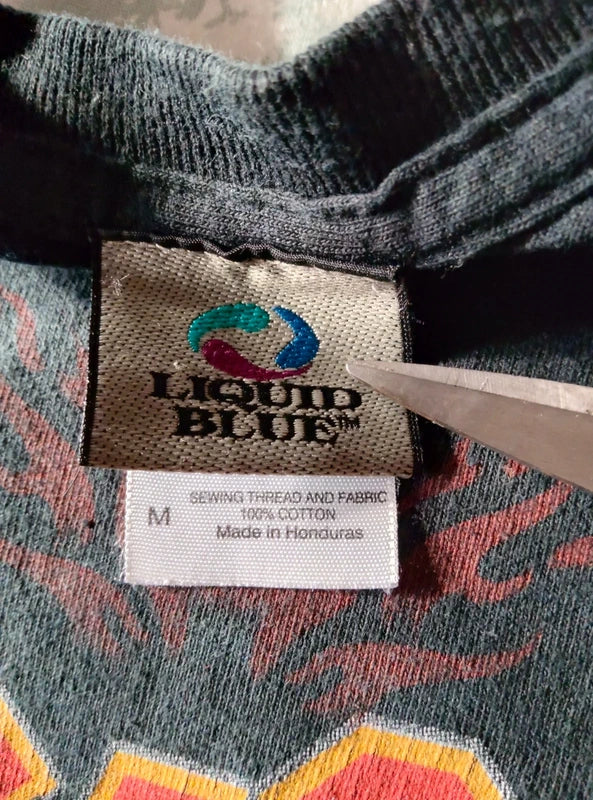 LIQUID
BLUE™
M
SEWING THREAD AND FABRIC
100% COTTON
Made in Honduras